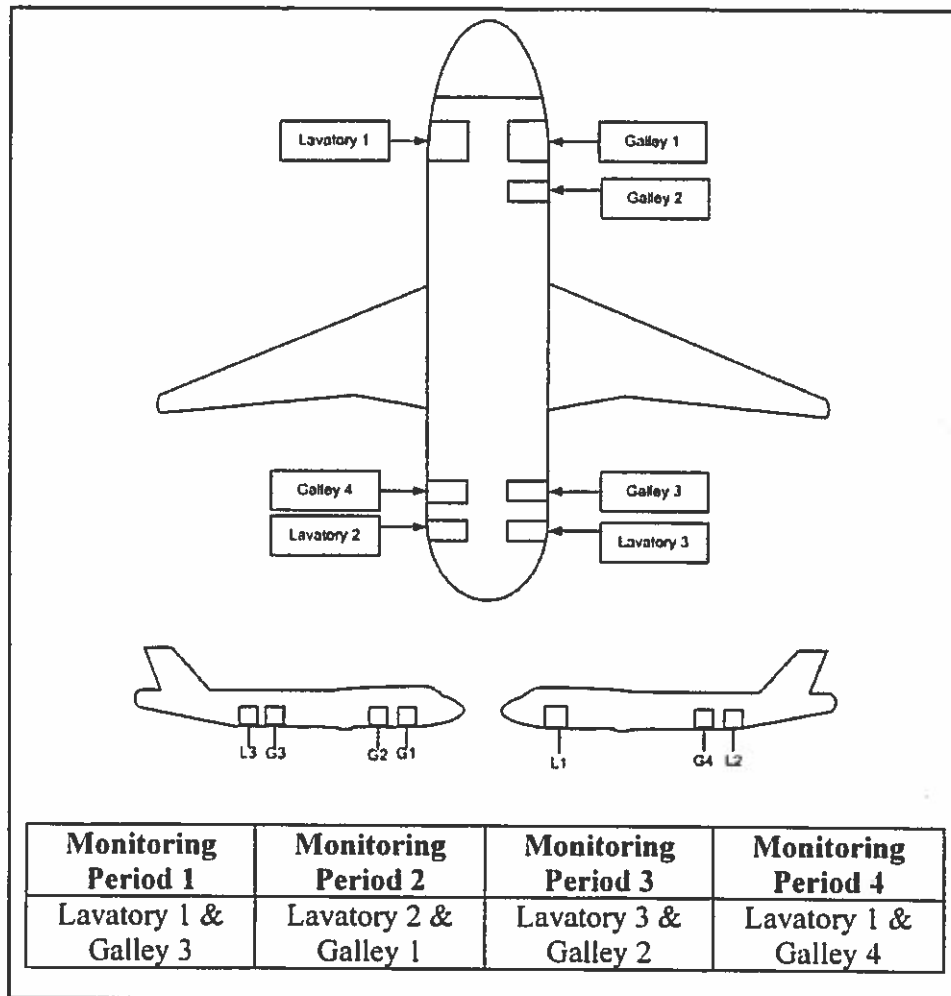 Lavatory 1
Galley 1
Galley 2
Galley 4
Galley 3
Lavatory 2
Lavatory 3
L3 G3 G2 G1
L1 G4 L2
Monitoring Period 1
Monitoring Period 2
Monitoring Period 3
Monitoring Period 4
Lavatory 1 & Galley 3
Lavatory 2 & Galley 1
Lavatory 3 & Galley 2
Lavatory 1 & Galley 4